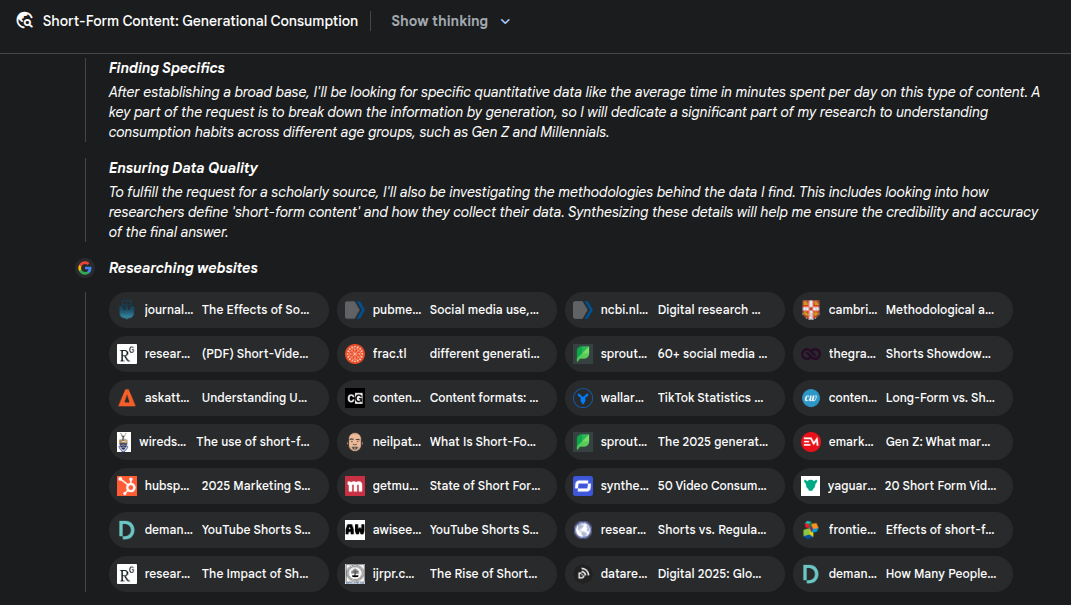 Short-Form Content: Generational Consumption
Show thinking
Finding Specifics
After establishing a broad base, I'll be looking for specific quantitative data like the average time in minutes spent per day on this type of content. A
key part of the request is to break down the information by generation, so I will dedicate a significant part of my research to understanding
consumption habits across different age groups, such as Gen Z and Millennials.
Ensuring Data Quality
To fulfill the request for a scholarly source, I'll also be investigating the methodologies behind the data I find. This includes looking into how
researchers define 'short-form content' and how they collect their data. Synthesizing these details will help me ensure the credibility and accuracy
of the final answer.
Researching websites
journal... The Effects of So...
pubme... Social media use,...
ncbi.nl... Digital research ...
cambri... Methodological a...
RG resear... (PDF) Short-Vide...
frac.tl different generati...
sprout... 60+ social media ...
thegra... Shorts Showdow...
askatt... Understanding U...
CG conten... Content formats: ...
wallar... TikTok Statistics ...
cw conten... Long-Form vs. Sh...
wireds... The use of short-f...
neilpat... What Is Short-Fo...
sprout... The 2025 generat...
EM emark... Gen Z: What mar...
hubsp... 2025 Marketing S...
m getmu... State of Short For...
synthe... 50 Video Consum...
yaguar... 20 Short Form Vid...
deman... YouTube Shorts S...
AW awisee... YouTube Shorts S...
resear... Shorts vs. Regula...
frontie... Effects of short-f...
RG resear... The Impact of Sh...
ijrpr.c... The Rise of Short...
datare... Digital 2025: Glo...
deman... How Many People...